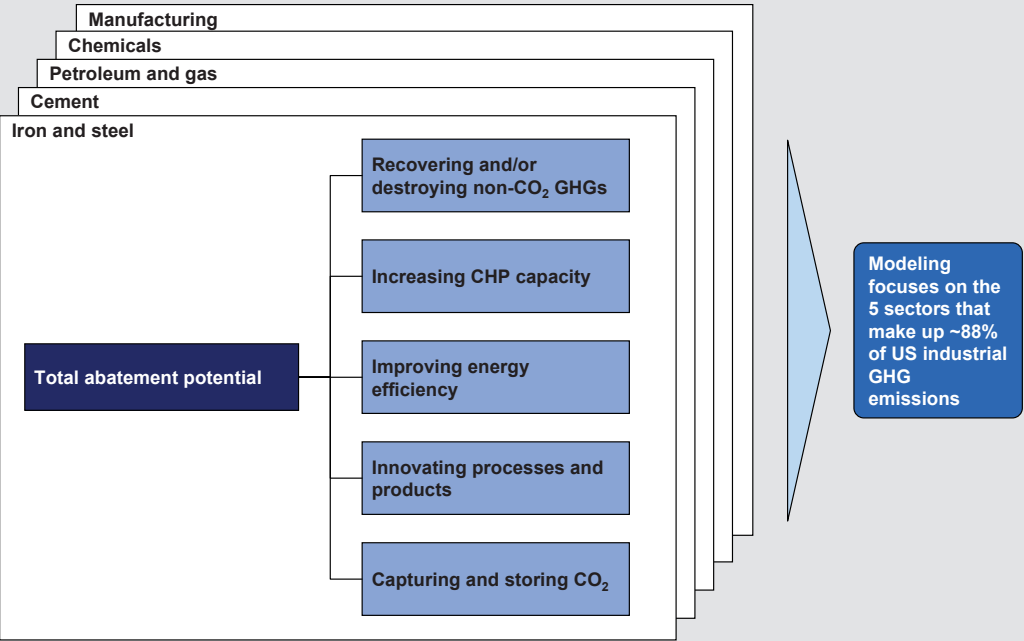 Manufacturing
Chemicals
Petroleum and gas
Cement
Iron and steel
Total abatement potential
Recovering and/or
destroying non-CO₂ GHGs
Increasing CHP capacity
Improving energy
efficiency
Innovating processes and
products
Capturing and storing CO₂
Modeling
focuses on the
5 sectors that
make up ~88%
of US industrial
GHG
emissions